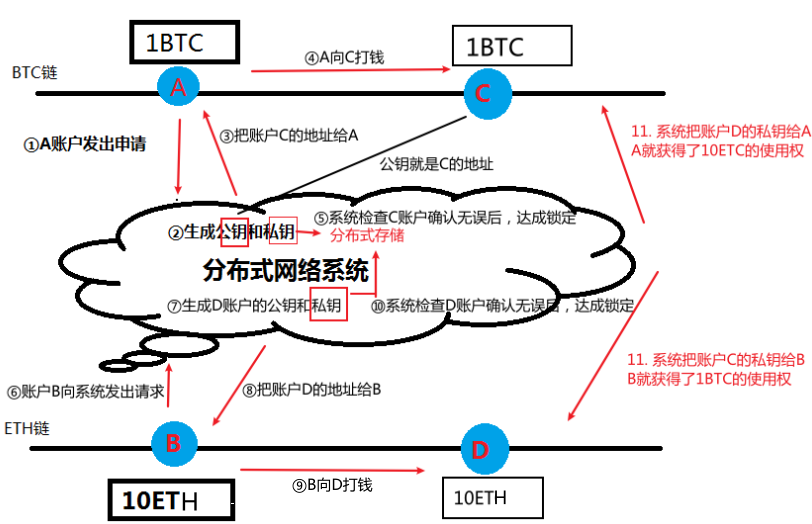 1BTC
④A向C打钱
1BTC
BTC链
A
C
①A账户发出申请
③把账户C的地址给A
公钥就是C的地址
11. 系统把账户D的私钥给A
A就获得了10ETC的使用权
②生成公钥和私钥
⑤系统检查C账户确认无误后，达成锁定
分布式存储
分布式网络系统
⑦生成D账户的公钥和私钥
⑩系统检查D账户确认无误后，达成锁定
⑥账户B向系统发出请求
⑧把账户D的地址给B
11. 系统把账户C的私钥给B
B就获得了1BTC的使用权
ETH链
B
D
10ETH
⑨B向D打钱
10ETH